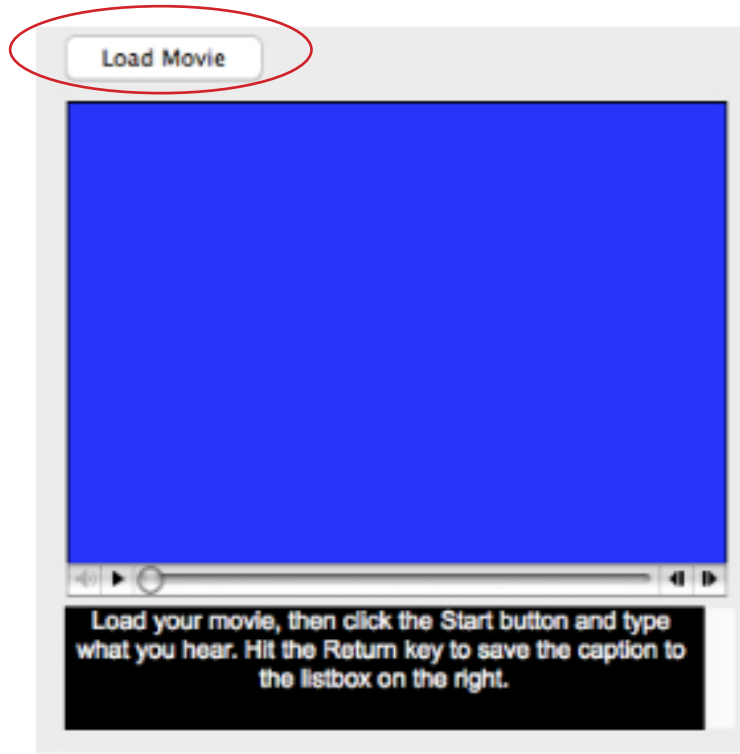 Load Movie
Load your movie, then click the Start button and type
what you hear. Hit the Return key to save the caption to
the listbox on the right.